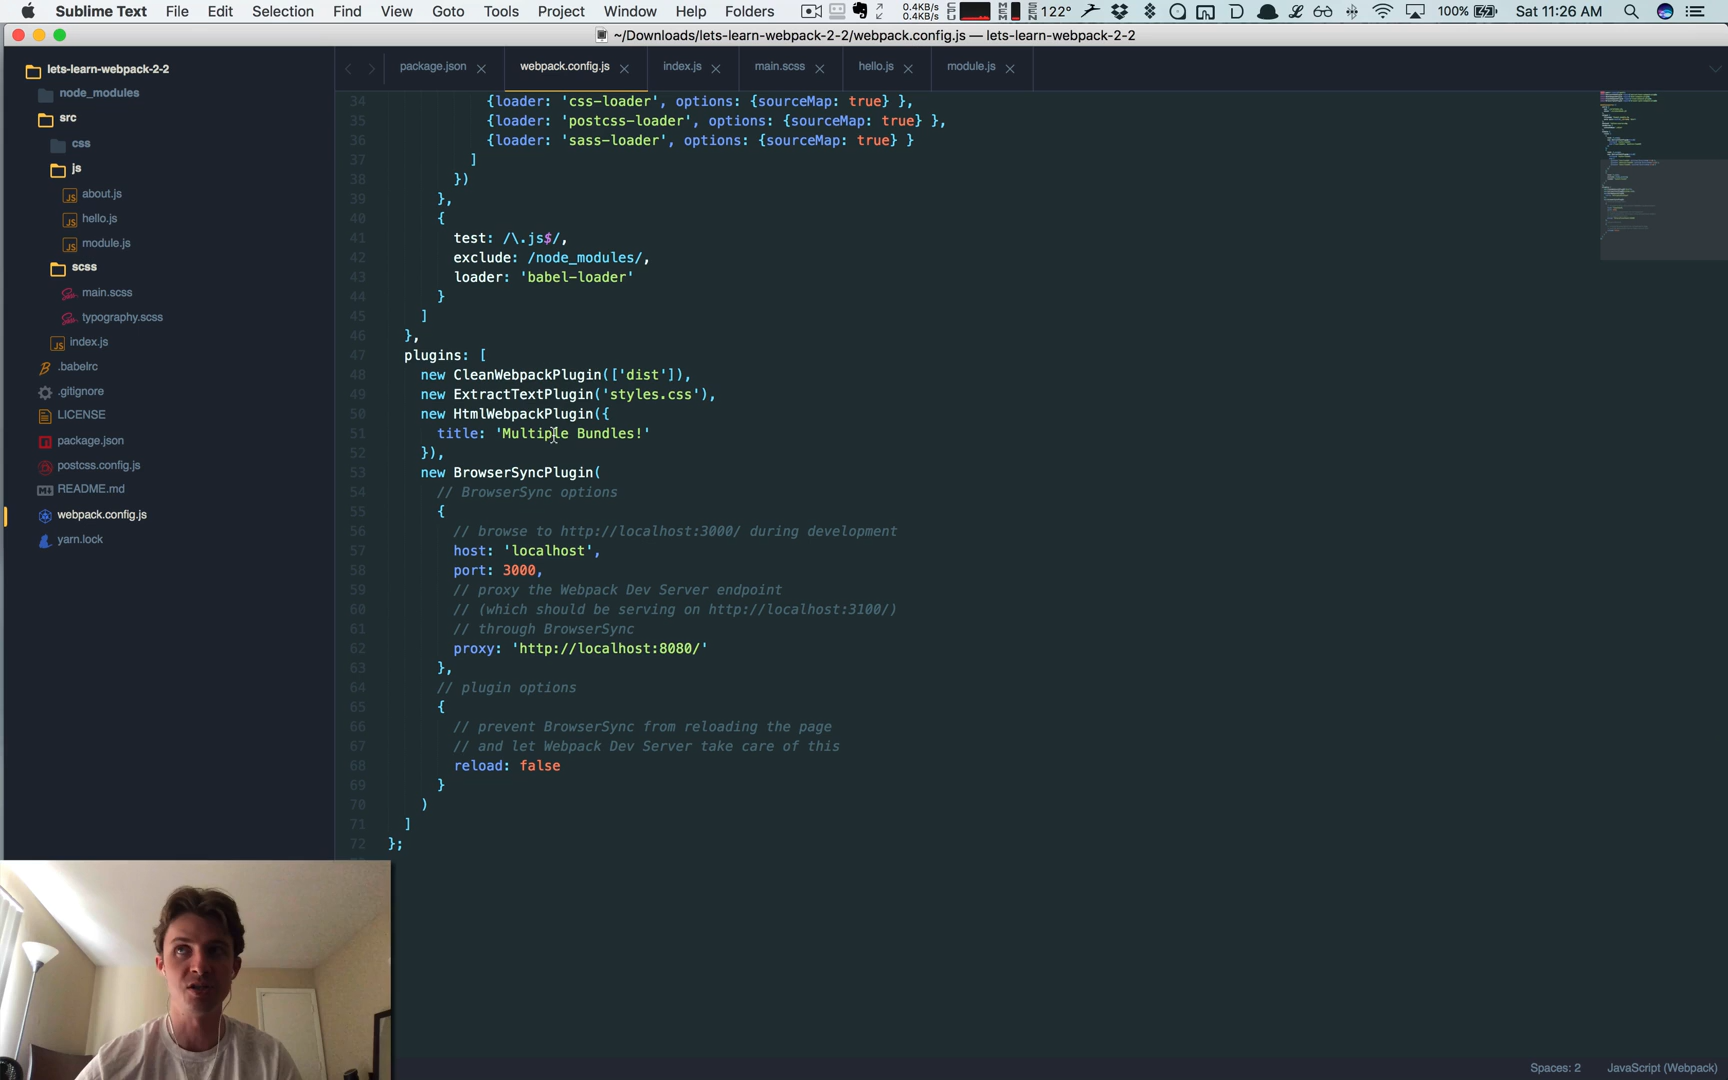 Sublime Text File Edit Selection Find View Goto Tools Project Window Help Folders 0.4KB/s 0.4KB/s CPU MEM SEN 122° 100% Sat 11:26 AM
~/Downloads/lets-learn-webpack-2-2/webpack.config.js — lets-learn-webpack-2-2
lets-learn-webpack-2-2
node_modules
src
css
js
about.js
hello.js
module.js
scss
main.scss
typography.scss
index.js
.babelrc
.gitignore
LICENSE
package.json
postcss.config.js
README.md
webpack.config.js
yarn.lock
package.json webpack.config.js index.js main.scss hello.js module.js
34 {loader: 'css-loader', options: {sourceMap: true} },
35 {loader: 'postcss-loader', options: {sourceMap: true} },
36 {loader: 'sass-loader', options: {sourceMap: true} }
37 ]
38 })
39 },
40 {
41 test: /\.js$/,
42 exclude: /node_modules/,
43 loader: 'babel-loader'
44 }
45 ]
46 },
47 plugins: [
48 new CleanWebpackPlugin(['dist']),
49 new ExtractTextPlugin('styles.css'),
50 new HtmlWebpackPlugin({
51 title: 'Multiple Bundles!'
52 }),
53 new BrowserSyncPlugin(
54 // BrowserSync options
55 {
56 // browse to http://localhost:3000/ during development
57 host: 'localhost',
58 port: 3000,
59 // proxy the Webpack Dev Server endpoint
60 // (which should be serving on http://localhost:3100/)
61 // through BrowserSync
62 proxy: 'http://localhost:8080/'
63 },
64 // plugin options
65 {
66 // prevent BrowserSync from reloading the page
67 // and let Webpack Dev Server take care of this
68 reload: false
69 }
70 )
71 ]
72 };
Spaces: 2 JavaScript (Webpack)